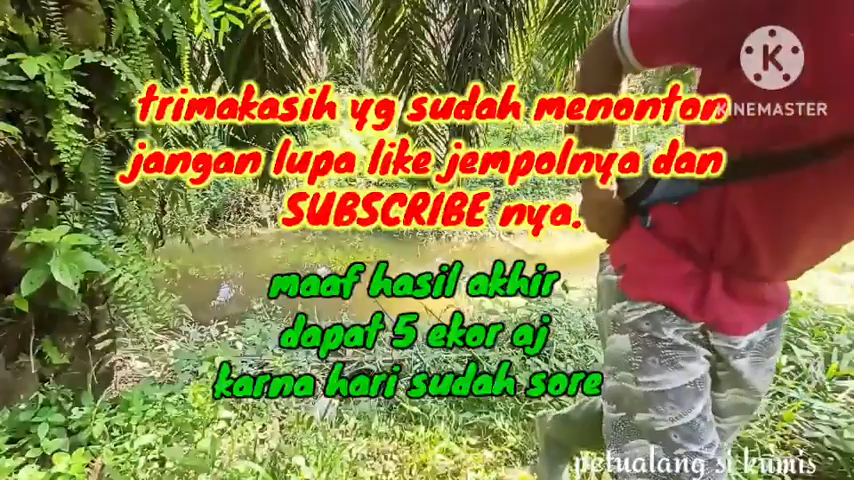 K
KINEMASTER
trimakasih yg sudah menonton
jangan lupa like jempolnya dan
SUBSCRIBE nya.
maaf hasil akhir
dapat 5 ekor aj
karna hari sudah sore
petualang si kumis